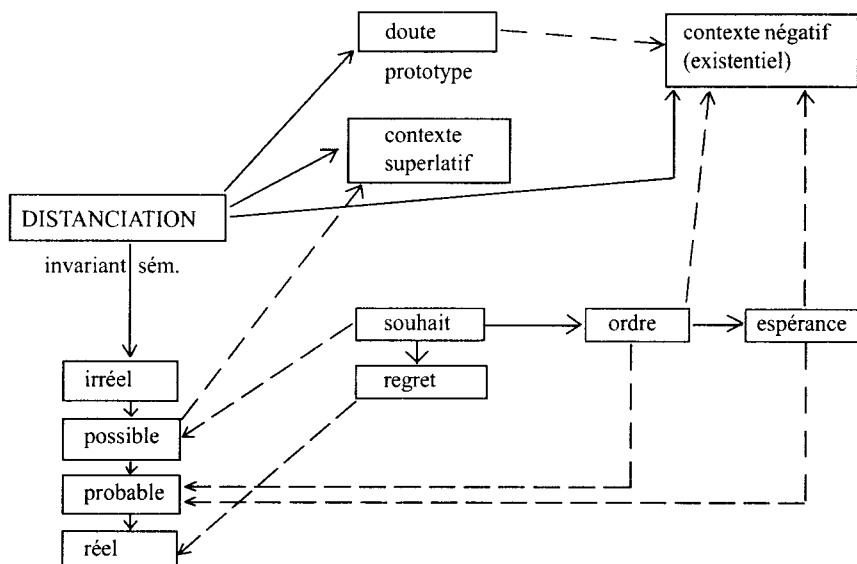 doute
prototype
contexte négatif
(existentiel)
contexte
superlatif
DISTANCIATION
invariant sém.
souhait
ordre
espérance
regret
irréel
possible
probable
réel